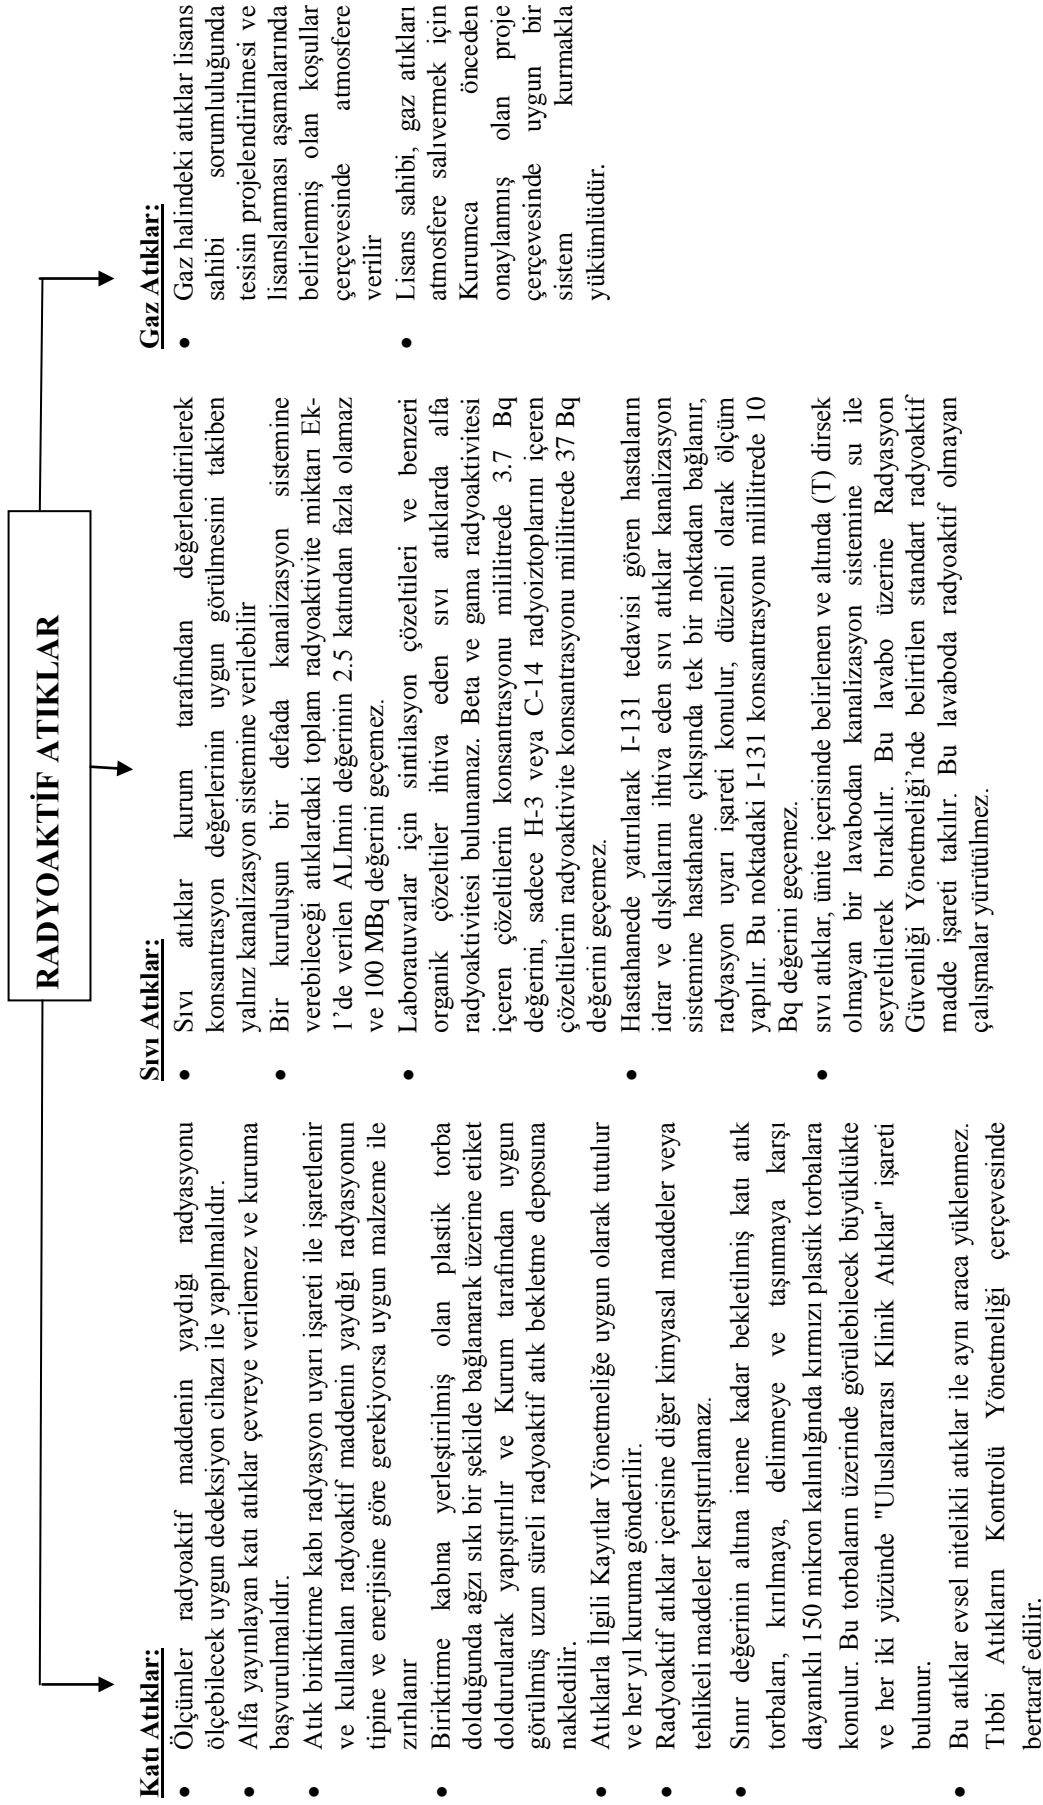 RADYOAKTİF ATIKLAR
Katı Atıklar:
• Ölçümler radyoaktif maddenin yaydığı radyasyonu
ölçebilecek uygun dedeksiyon cihazı ile yapılmalıdır.
• Alfa yayınlayan katı atıklar çevreye verilemez ve kuruma
başvurulmalıdır.
• Atık biriktirme kabı radyasyon uyarı işareti ile işaretlenir
ve kullanılan radyoaktif maddenin yaydığı radyasyonun
tipine ve enerjisine göre gerekiyorsa uygun malzeme ile
zırhlanır
• Biriktirme kabına yerleştirilmiş olan plastik torba
dolduğunda ağzı sıkı bir şekilde bağlanarak üzerine etiket
doldurularak yapıştırılır ve Kurum tarafından uygun
görülmüş uzun süreli radyoaktif atık bekletme deposuna
nakledilir.
• Atıklarla İlgili Kayıtlar Yönetmeliğe uygun olarak tutulur
ve her yıl kuruma gönderilir.
• Radyoaktif atıklar içerisine diğer kimyasal maddeler veya
tehlikeli maddeler karıştırılamaz.
• Sınır değerinin altına inene kadar bekletilmiş katı atık
torbaları, kırılmaya, delinmeye ve taşınmaya karşı
dayanıklı 150 mikron kalınlığında kırmızı plastik torbalara
konulur. Bu torbaların üzerinde görülebilecek büyüklükte
ve her iki yüzünde "Uluslararası Klinik Atıklar" işareti
bulunur.
• Bu atıklar evsel nitelikli atıklar ile aynı araca yüklenmez.
Tıbbi Atıkların Kontrolü Yönetmeliği çerçevesinde
bertaraf edilir.
Sıvı Atıklar:
• Sıvı atıklar kurum tarafından değerlendirilerek
konsantrasyon değerlerinin uygun görülmesini takiben
yalnız kanalizasyon sistemine verilebilir
• Bir kuruluşun bir defada kanalizasyon sistemine
verebileceği atıklardaki toplam radyoaktivite miktarı Ek-
1’de verilen ALImin değerinin 2.5 katından fazla olamaz
ve 100 MBq değerini geçemez.
• Laboratuvarlar için sintilasyon çözeltileri ve benzeri
organik çözeltiler ihtiva eden sıvı atıklarda alfa
radyoaktivitesi bulunamaz. Beta ve gama radyoaktivitesi
içeren çözeltilerin konsantrasyonu mililitrede 3.7 Bq
değerini, sadece H-3 veya C-14 radyoiztoplarını içeren
çözeltilerin radyoaktivite konsantrasyonu mililitrede 37 Bq
değerini geçemez.
• Hastahanede yatırılarak I-131 tedavisi gören hastaların
idrar ve dışkılarını ihtiva eden sıvı atıklar kanalizasyon
sistemine hastahane çıkışında tek bir noktadan bağlanır,
radyasyon uyarı işareti konulur, düzenli olarak ölçüm
yapılır. Bu noktadaki I-131 konsantrasyonu mililitrede 10
Bq değerini geçemez.
• sıvı atıklar, ünite içerisinde belirlenen ve altında (T) dirsek
olmayan bir lavabodan kanalizasyon sistemine su ile
seyreltilerek bırakılır. Bu lavabo üzerine Radyasyon
Güvenliği Yönetmeliği’nde belirtilen standart radyoaktif
madde işareti takılır. Bu lavaboda radyoaktif olmayan
çalışmalar yürütülmez.
Gaz Atıklar:
• Gaz halindeki atıklar lisans
sahibi sorumluluğunda
tesisin projelendirilmesi ve
lisanslanması aşamalarında
belirlenmiş olan koşullar
çerçevesinde atmosfere
verilir
• Lisans sahibi, gaz atıkları
atmosfere salıvermek için
Kurumca önceden
onaylanmış olan proje
çerçevesinde uygun bir
sistem kurmakla
yükümlüdür.